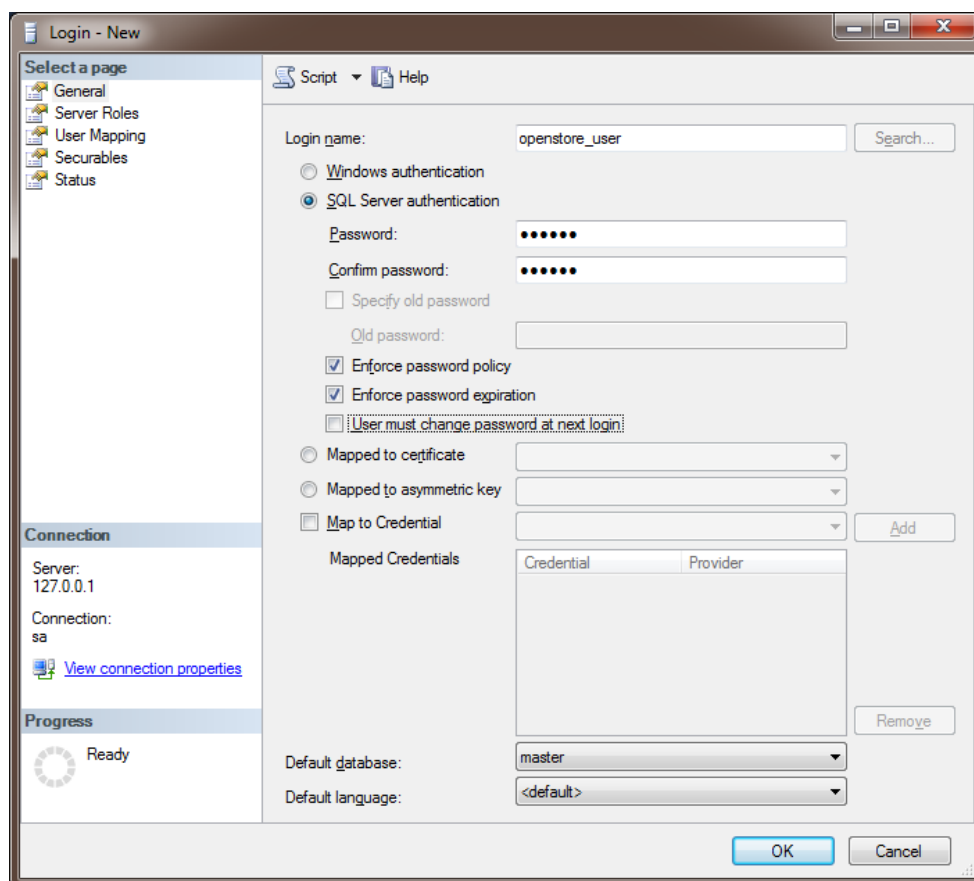 Login - New
Select a page
General
Server Roles
User Mapping
Securables
Status
Connection
Server:
127.0.0.1
Connection:
sa
View connection properties
Progress
Ready
Script Help
Login name: openstore_user Search...
Windows authentication
SQL Server authentication
Password: ●●●●●●
Confirm password: ●●●●●●
Specify old password
Old password:
Enforce password policy
Enforce password expiration
User must change password at next login
Mapped to certificate
Mapped to asymmetric key
Map to Credential Add
Mapped Credentials Credential Provider
Remove
Default database: master
Default language: <default>
OK Cancel